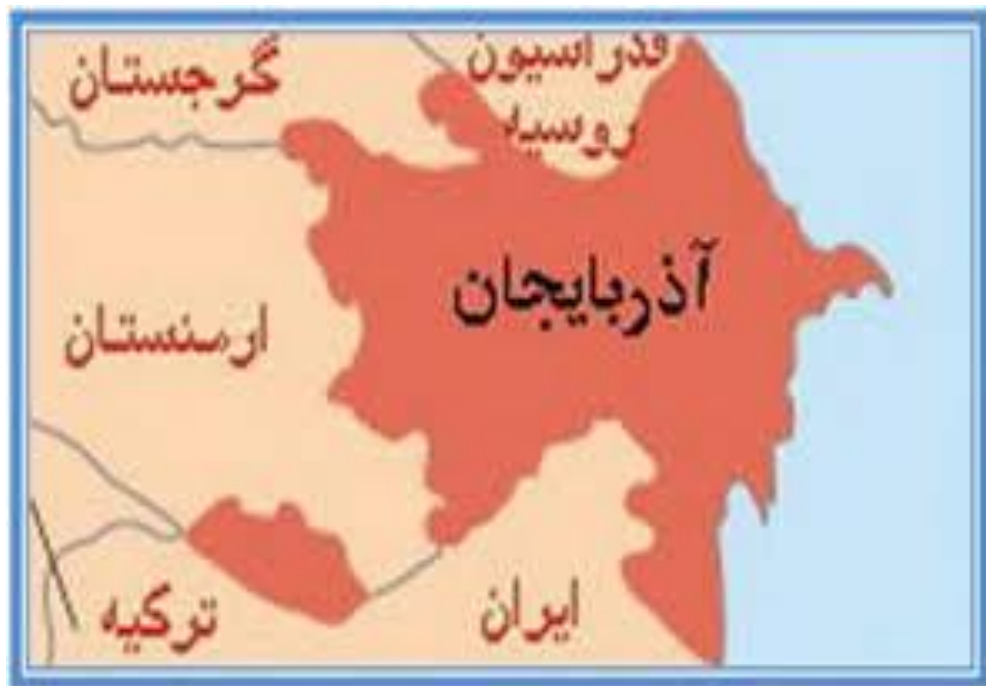 فدراسیون
روسیه
گرجستان
آذربایجان
ارمنستان
ایران
ترکیه